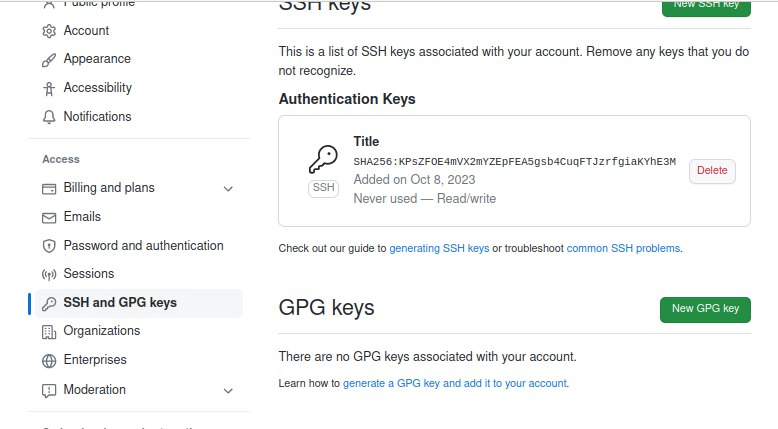 Public profile
Account
Appearance
Accessibility
Notifications
Access
Billing and plans
Emails
Password and authentication
Sessions
SSH and GPG keys
Organizations
Enterprises
Moderation
SSH keys
New SSH key
This is a list of SSH keys associated with your account. Remove any keys that you do
not recognize.
Authentication Keys
SSH
Title
SHA256:KPsZFOE4mVX2mYZEpFEA5gsb4CuqFTJzrfgiaKYhE3M
Added on Oct 8, 2023
Never used — Read/write
Delete
Check out our guide to generating SSH keys or troubleshoot common SSH problems.
GPG keys
New GPG key
There are no GPG keys associated with your account.
Learn how to generate a GPG key and add it to your account.